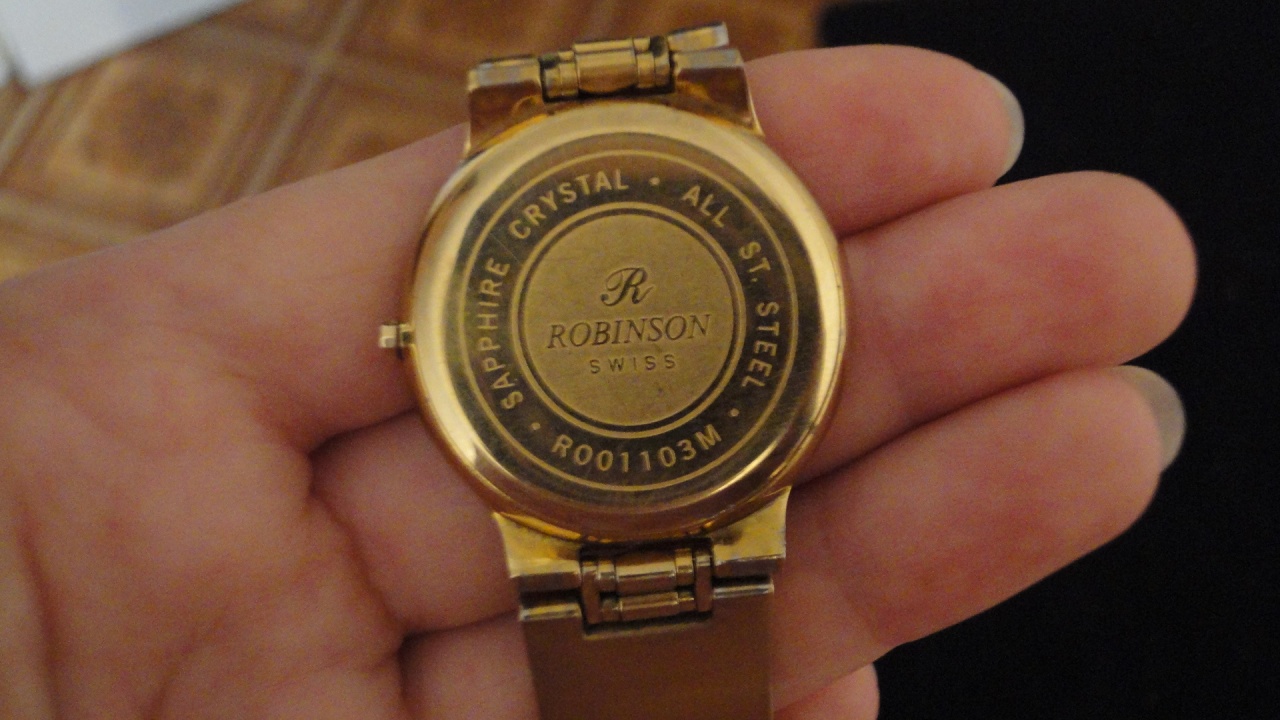 SAPPHIRE CRYSTAL • ALL ST. STEEL •
R001103M •
R
ROBINSON
SWISS